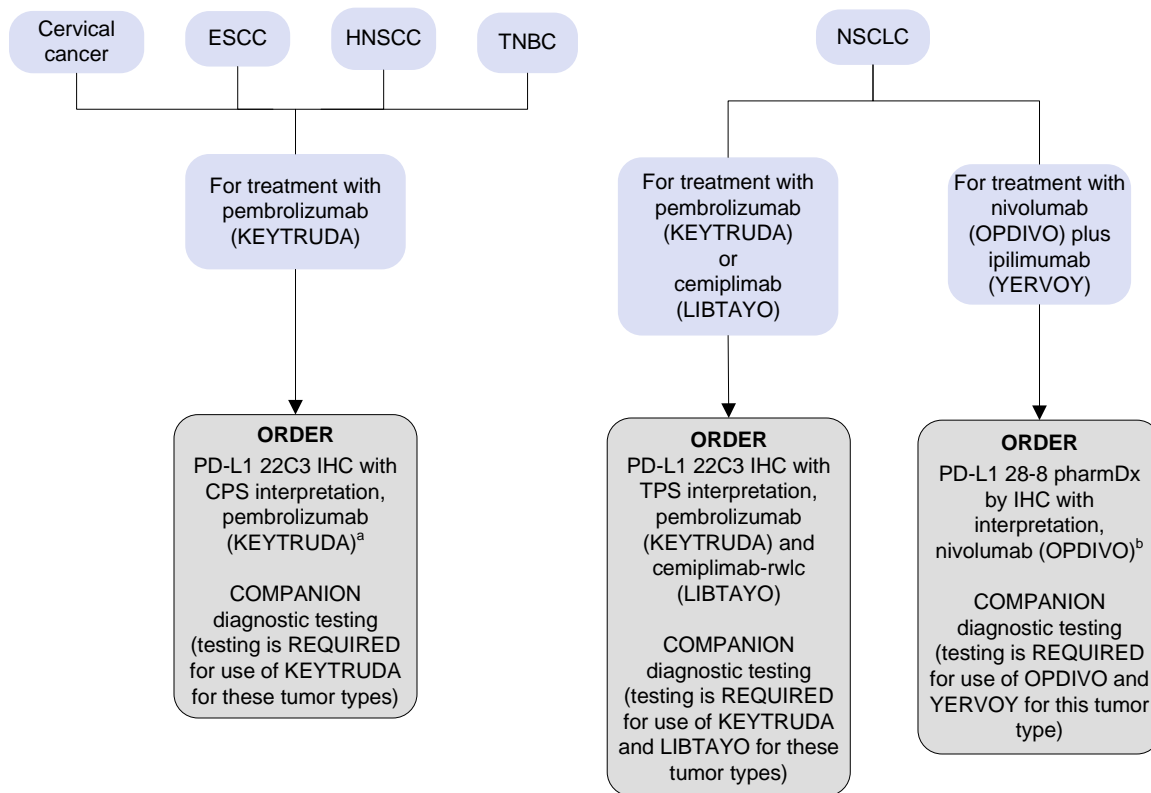 Cervical
cancer
ESCC
HNSCC
TNBC
NSCLC
For treatment with
pembrolizumab
(KEYTRUDA)
For treatment with
pembrolizumab
(KEYTRUDA)
or
cemiplimab
(LIBTAYO)
For treatment with
nivolumab
(OPDIVO) plus
ipilimumab
(YERVOY)
ORDER
PD-L1 22C3 IHC with
CPS interpretation,
pembrolizumab
(KEYTRUDA)a
COMPANION
diagnostic testing
(testing is REQUIRED
for use of KEYTRUDA
for these tumor types)
ORDER
PD-L1 22C3 IHC with
TPS interpretation,
pembrolizumab
(KEYTRUDA) and
cemiplimab-rwlc
(LIBTAYO)
COMPANION
diagnostic testing
(testing is REQUIRED
for use of KEYTRUDA
and LIBTAYO for these
tumor types)
ORDER
PD-L1 28-8 pharmDx
by IHC with
interpretation,
nivolumab (OPDIVO)b
COMPANION
diagnostic testing
(testing is REQUIRED
for use of OPDIVO and
YERVOY for this tumor
type)